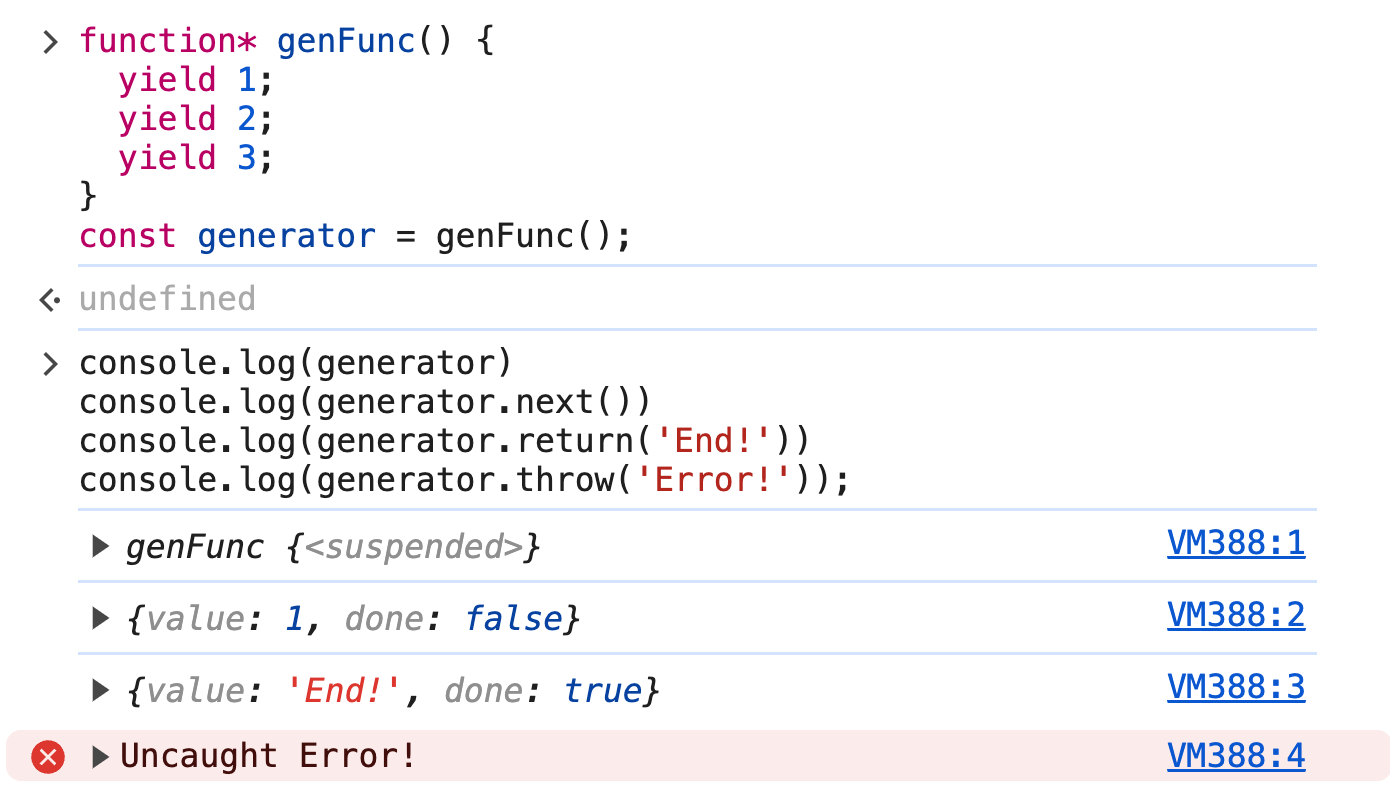 function* genFunc() {
  yield 1;
  yield 2;
  yield 3;
}
const generator = genFunc();
undefined
console.log(generator)
console.log(generator.next())
console.log(generator.return('End!'))
console.log(generator.throw('Error!'));
genFunc {<suspended>} VM388:1
{value: 1, done: false} VM388:2
{value: 'End!', done: true} VM388:3
Uncaught Error! VM388:4